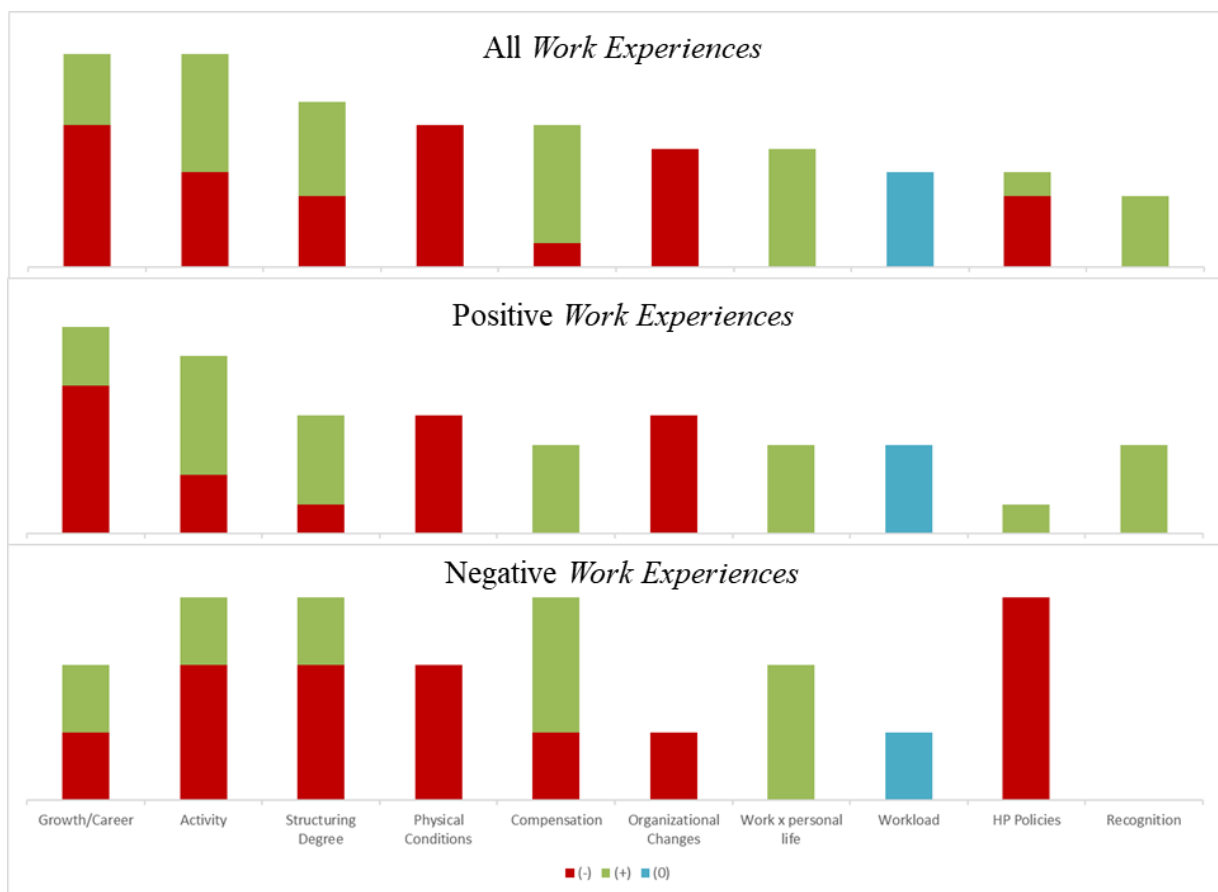 All Work Experiences
Positive Work Experiences
Negative Work Experiences
Growth/Career
Activity
Structuring
Degree
Physical
Conditions
Compensation
Organizational
Changes
Work x personal
life
Workload
HP Policies
Recognition
(-)
(+)
(0)